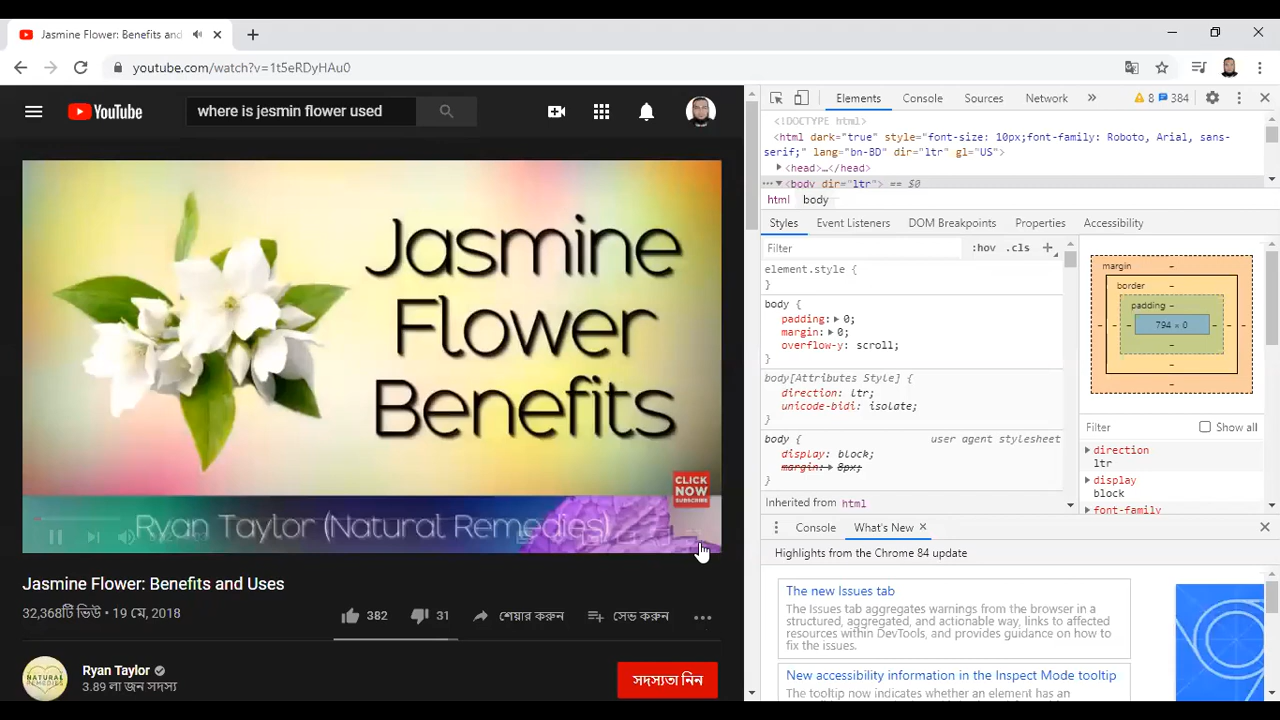 Jasmine Flower: Benefits and
youtube.com/watch?v=1t5eRDyHAu0
YouTube
where is jesmin flower used
Jasmine
Flower
Benefits
CLICK
NOW
SUBSCRIBE
Ryan Taylor (Natural Remedies)
Jasmine Flower: Benefits and Uses
32,368টি ভিউ • 19 মে, 2018
382
31
শেয়ার করুন
সেভ করুন
NATURAL
REMEDIES
Ryan Taylor
3.89 লা জন সদস্য
সদস্যতা নিন
Elements Console Sources Network » 8 384
<!DOCTYPE html>
<html dark="true" style="font-size: 10px;font-family: Roboto, Arial, sans-
serif;" lang="bn-BD" dir="ltr" gl="US">
<head>…</head>
<body dir="ltr"> == $0
html body
Styles Event Listeners DOM Breakpoints Properties Accessibility
Filter :hov .cls +
element.style {
}
body {
padding: 0;
margin: 0;
overflow-y: scroll;
}
body[Attributes Style] {
direction: ltr;
unicode-bidi: isolate;
}
body { user agent stylesheet
display: block;
margin: 8px;
}
Inherited from html
margin –
border –
padding –
794 × 0
Filter Show all
direction
ltr
display
block
font-family
Console What's New ×
Highlights from the Chrome 84 update
The new Issues tab
The Issues tab aggregates warnings from the browser in a
structured, aggregated, and actionable way, links to affected
resources within DevTools, and provides guidance on how to
fix the issues.
New accessibility information in the Inspect Mode tooltip
The tooltip now indicates whether an element has an